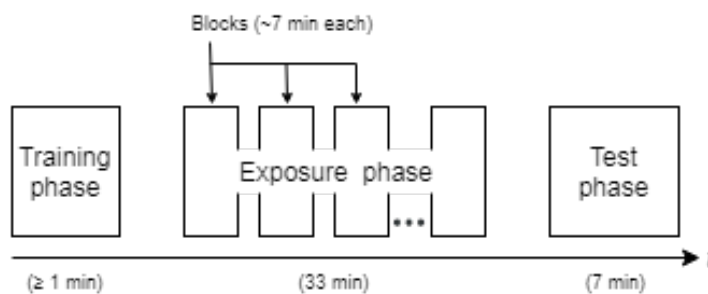 Blocks (~7 min each)
Training
phase
Exposure phase
Test
phase
...
(≥ 1 min)
(33 min)
(7 min)